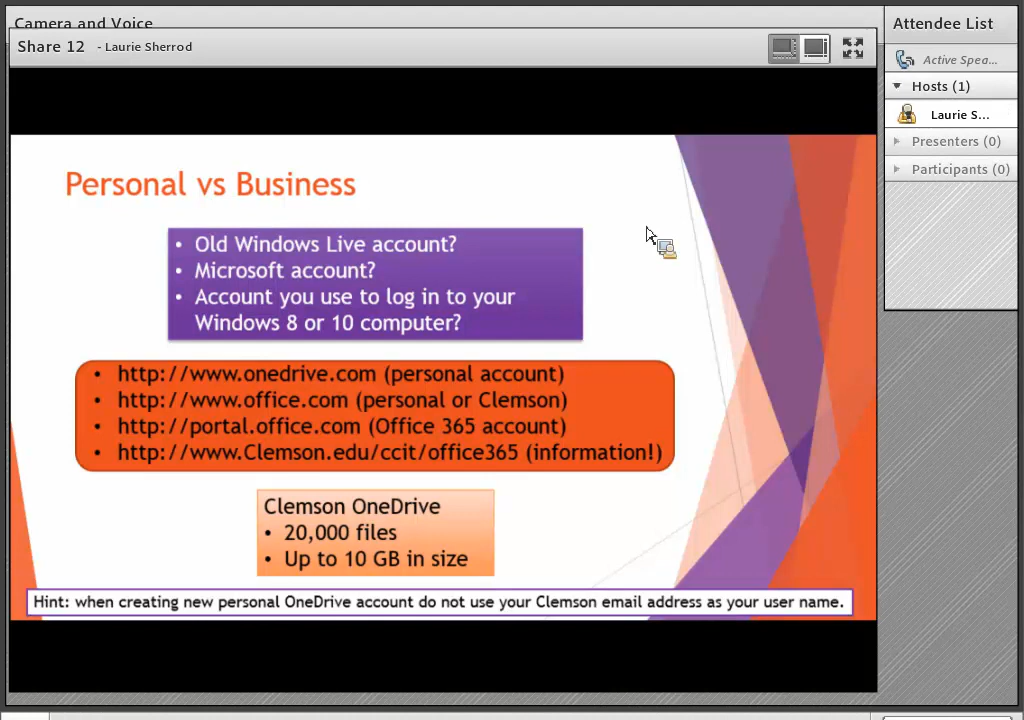 Camera and Voice
Share 12 - Laurie Sherrod
Attendee List
Active Spea...
Hosts (1)
Laurie S...
Presenters (0)
Participants (0)
Personal vs Business
• Old Windows Live account?
• Microsoft account?
• Account you use to log in to your
Windows 8 or 10 computer?
• http://www.onedrive.com (personal account)
• http://www.office.com (personal or Clemson)
• http://portal.office.com (Office 365 account)
• http://www.Clemson.edu/ccit/office365 (information!)
Clemson OneDrive
• 20,000 files
• Up to 10 GB in size
Hint: when creating new personal OneDrive account do not use your Clemson email address as your user name.